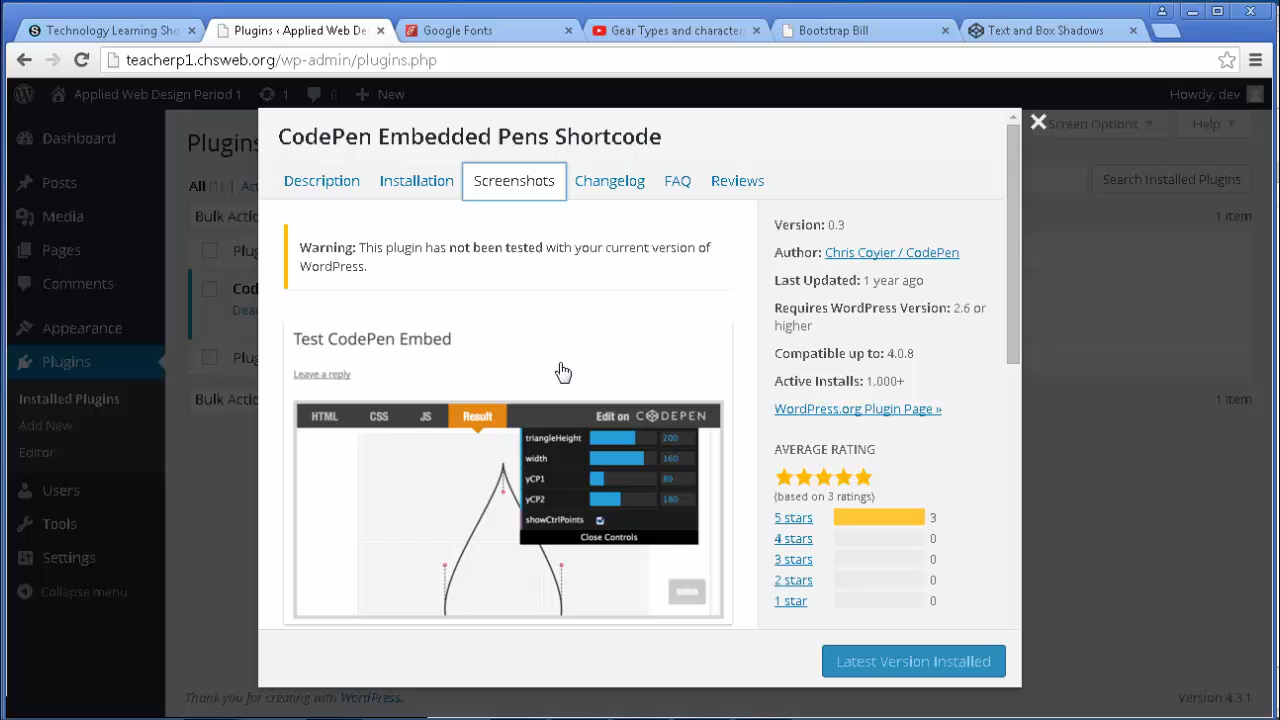 Technology Learning Sho
Plugins ‹ Applied Web De
Google Fonts
Gear Types and character
Bootstrap Bill
Text and Box Shadows
teacherp1.chsweb.org/wp-admin/plugins.php
Applied Web Design Period 1
1
0
New
Howdy, dev
Dashboard
Posts
Media
Pages
Comments
Appearance
Plugins
Installed Plugins
Add New
Editor
Users
Tools
Settings
Collapse menu
Plugins
Screen Options
Help
All (1) | Ac
Search Installed Plugins
Bulk Actio
1 item
Plug
Cod
Dea
Plug
Bulk Actio
1 item
CodePen Embedded Pens Shortcode
Description
Installation
Screenshots
Changelog
FAQ
Reviews
Warning: This plugin has not been tested with your current version of
WordPress.
Test CodePen Embed
Leave a reply
HTML
CSS
JS
Result
Edit on CODEPEN
triangleHeight 200
width 160
yCP1 80
yCP2 180
showCtrlPoints
Close Controls
Version: 0.3
Author: Chris Coyier / CodePen
Last Updated: 1 year ago
Requires WordPress Version: 2.6 or
higher
Compatible up to: 4.0.8
Active Installs: 1,000+
WordPress.org Plugin Page »
AVERAGE RATING
(based on 3 ratings)
5 stars 3
4 stars 0
3 stars 0
2 stars 0
1 star 0
Latest Version Installed
Thank you for creating with WordPress.
Version 4.3.1